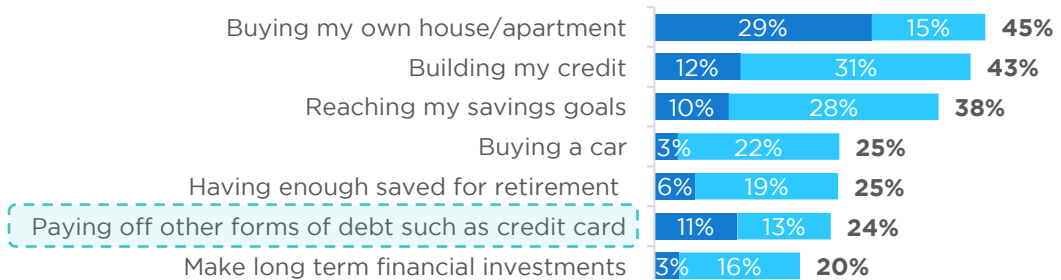 Buying my own house/apartment 29% 15% 45%
Building my credit 12% 31% 43%
Reaching my savings goals 10% 28% 38%
Buying a car 3% 22% 25%
Having enough saved for retirement 6% 19% 25%
Paying off other forms of debt such as credit card 11% 13% 24%
Make long term financial investments 3% 16% 20%